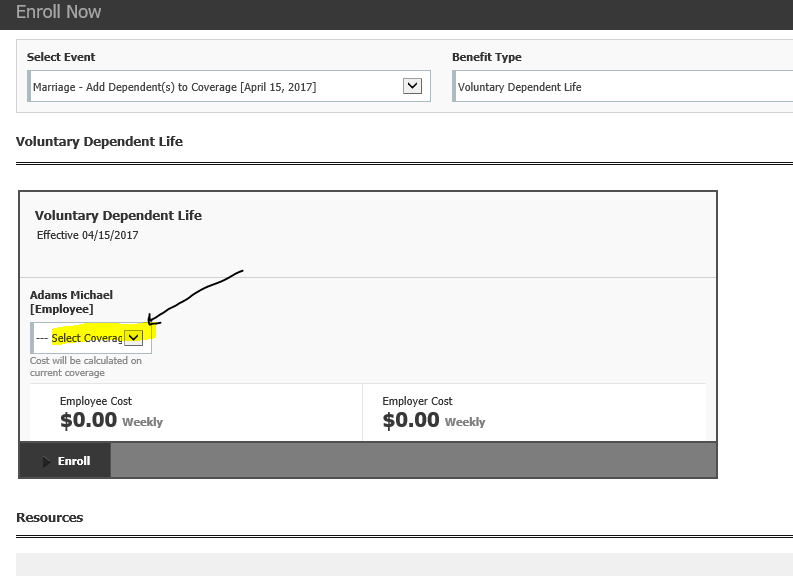 Enroll Now
Select Event
Benefit Type
Marriage - Add Dependent(s) to Coverage [April 15, 2017]
Voluntary Dependent Life
Voluntary Dependent Life
Voluntary Dependent Life
Effective 04/15/2017
Adams Michael
[Employee]
--- Select Coverag
Cost will be calculated on
current coverage
Employee Cost
$0.00 Weekly
Employer Cost
$0.00 Weekly
Enroll
Resources